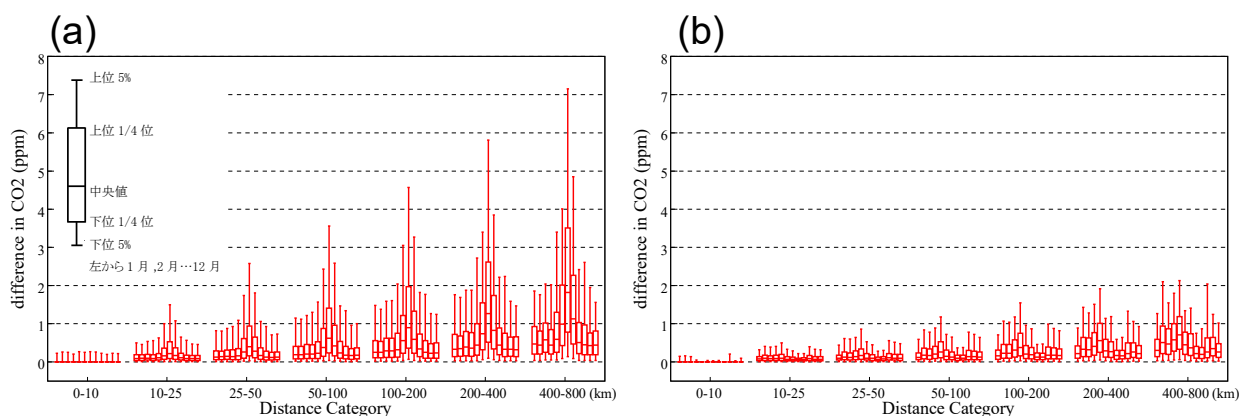 (a)
8
7
6
5
4
3
2
1
0
difference in CO2 (ppm)
上位 5%
上位 1/4 位
中央値
下位 1/4 位
下位 5%
左から 1 月 ,2 月…12 月
0-10 10-25 25-50 50-100 100-200 200-400 400-800 (km)
Distance Category
(b)
8
7
6
5
4
3
2
1
0
difference in CO2 (ppm)
0-10 10-25 25-50 50-100 100-200 200-400 400-800 (km)
Distance Category